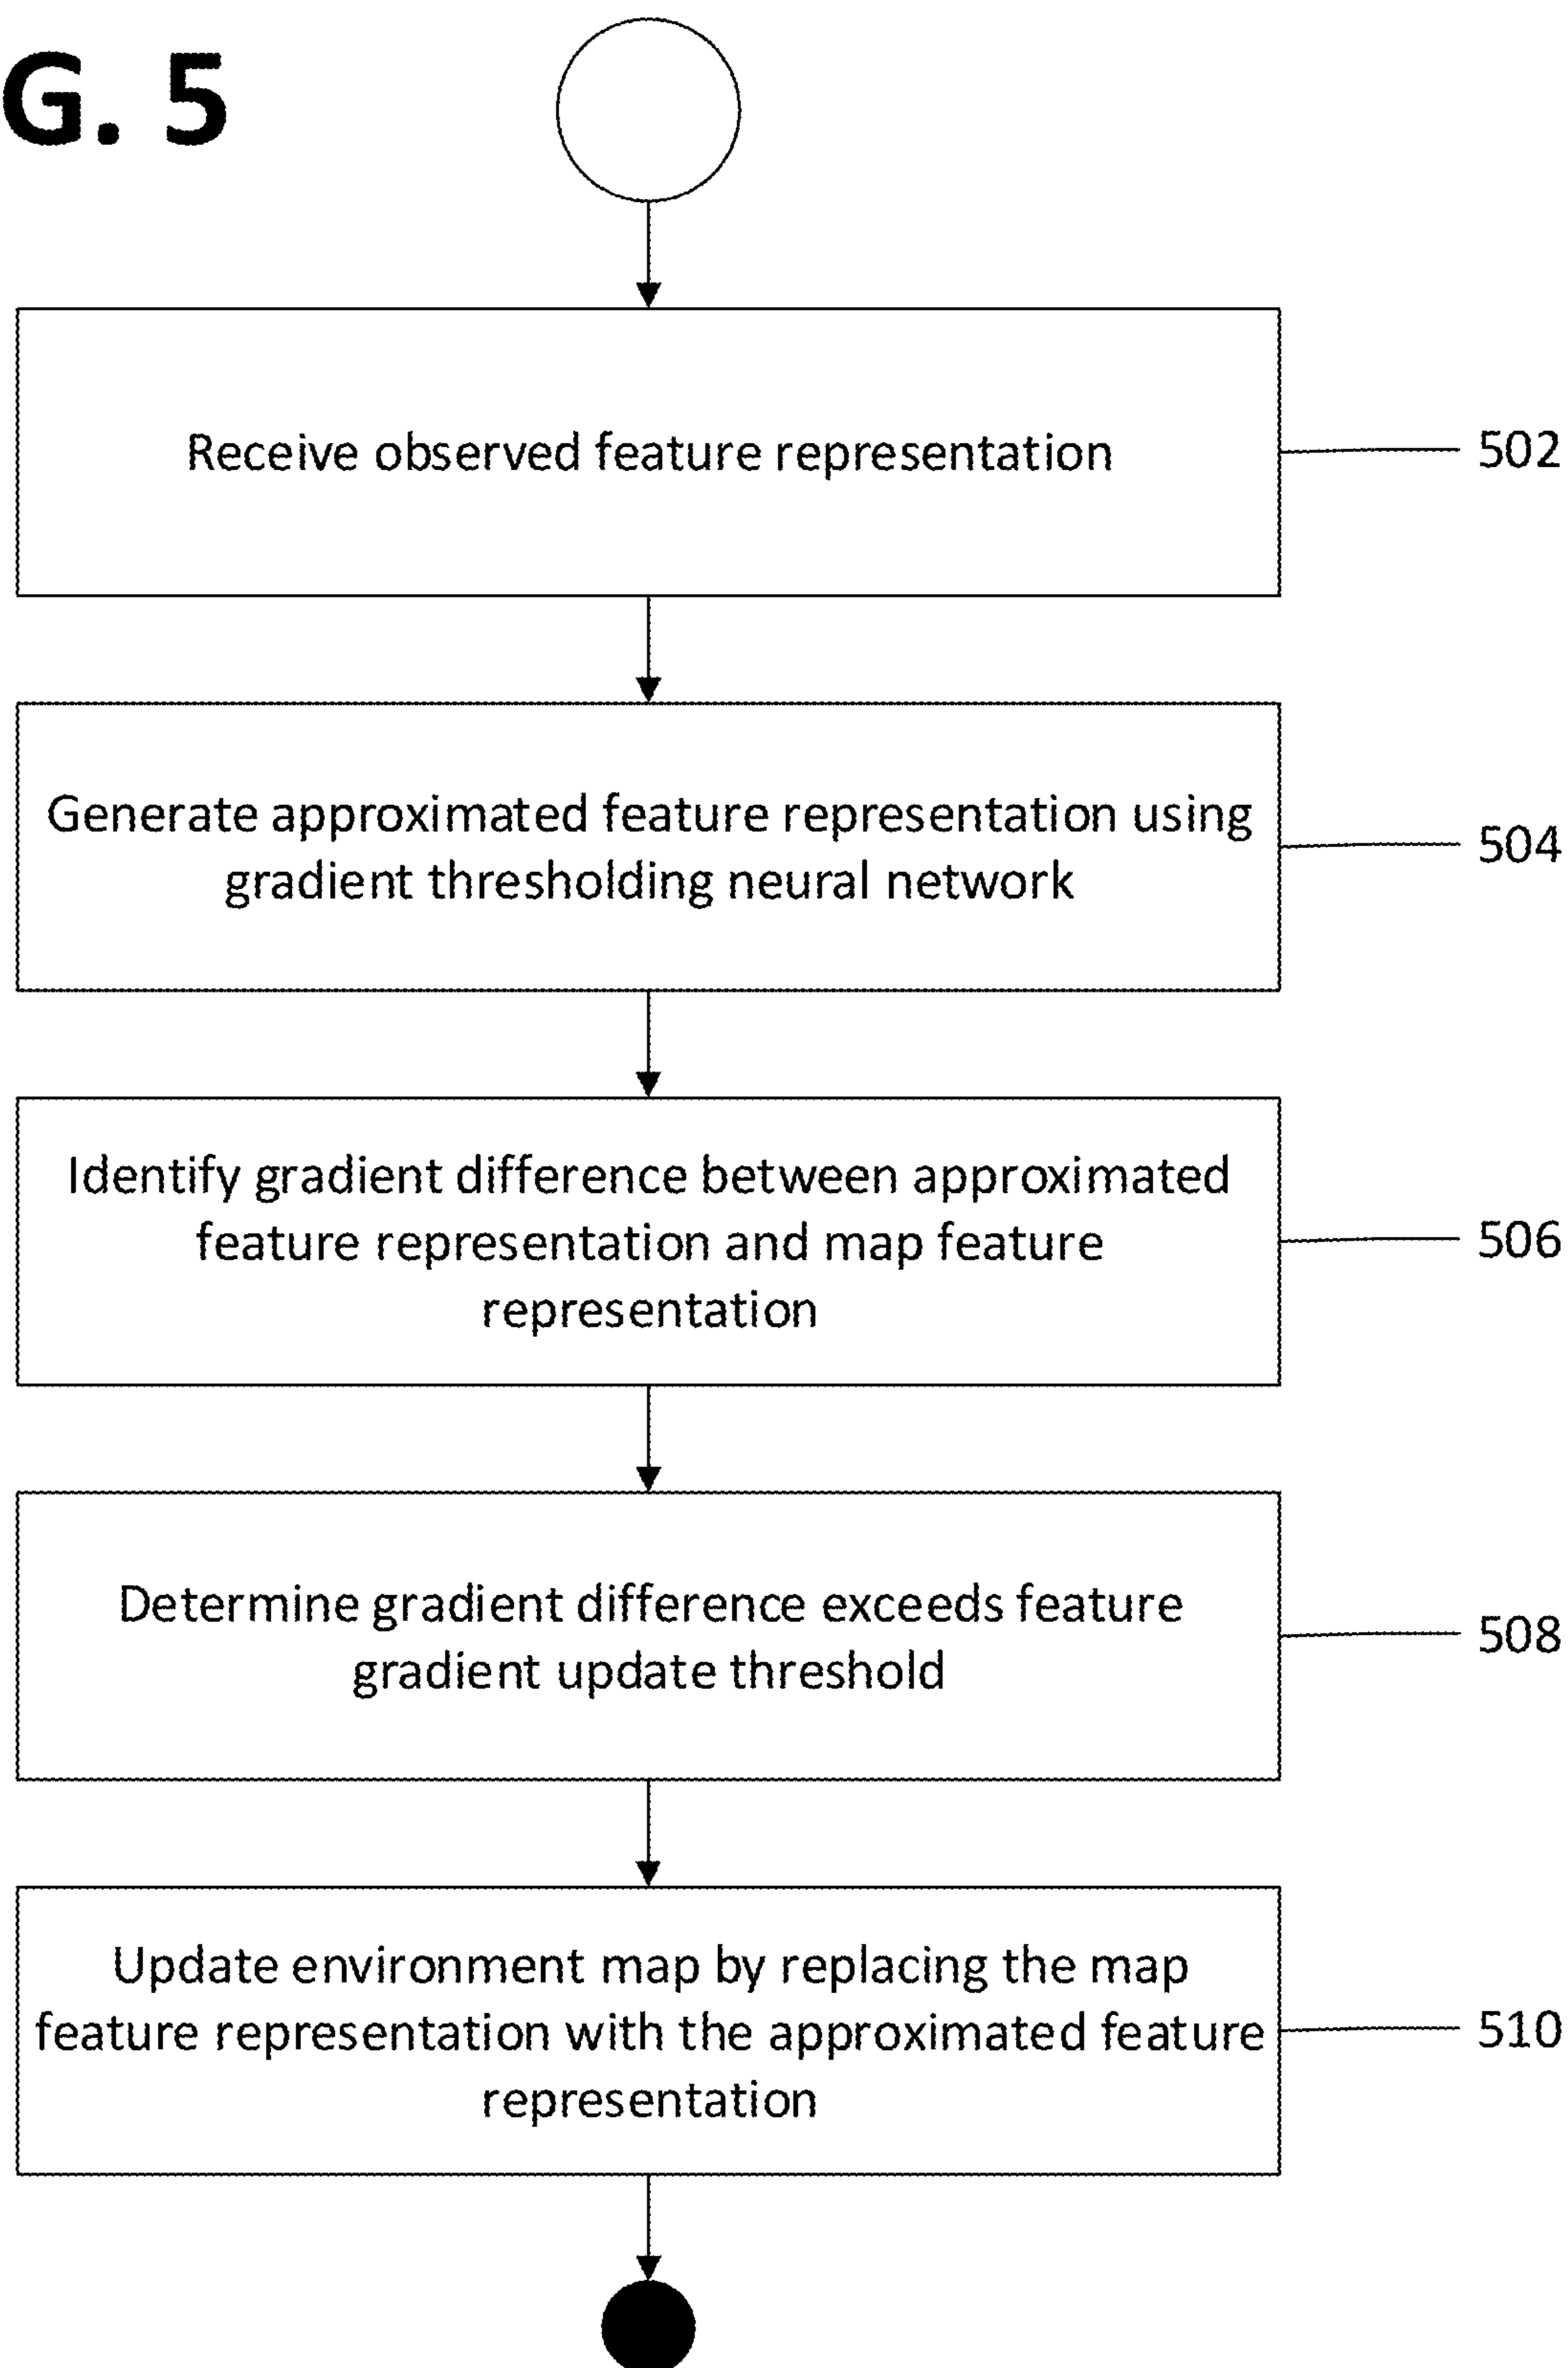 G. 5
Receive observed feature representation
502
Generate approximated feature representation using
gradient thresholding neural network
504
Identify gradient difference between approximated
feature representation and map feature
representation
506
Determine gradient difference exceeds feature
gradient update threshold
508
Update environment map by replacing the map
feature representation with the approximated feature
representation
510